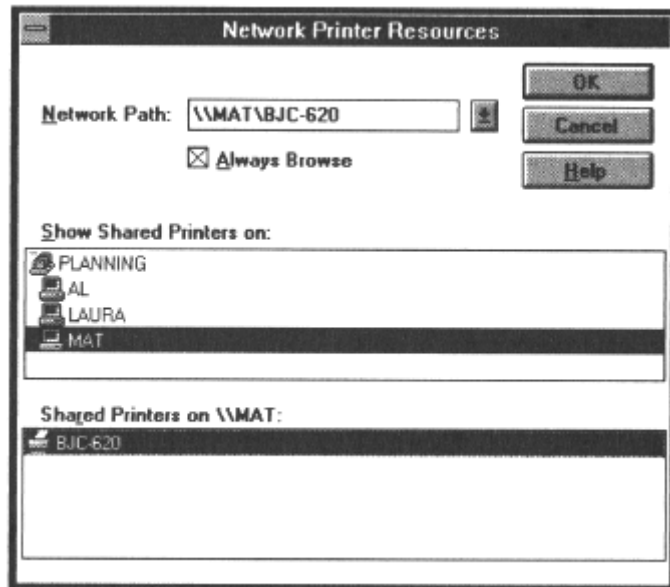 Network Printer Resources
OK
Network Path: \\MAT\BJC-620
Cancel
Always Browse
Help
Show Shared Printers on:
PLANNING
AL
LAURA
MAT
Shared Printers on \\MAT:
BJC-620